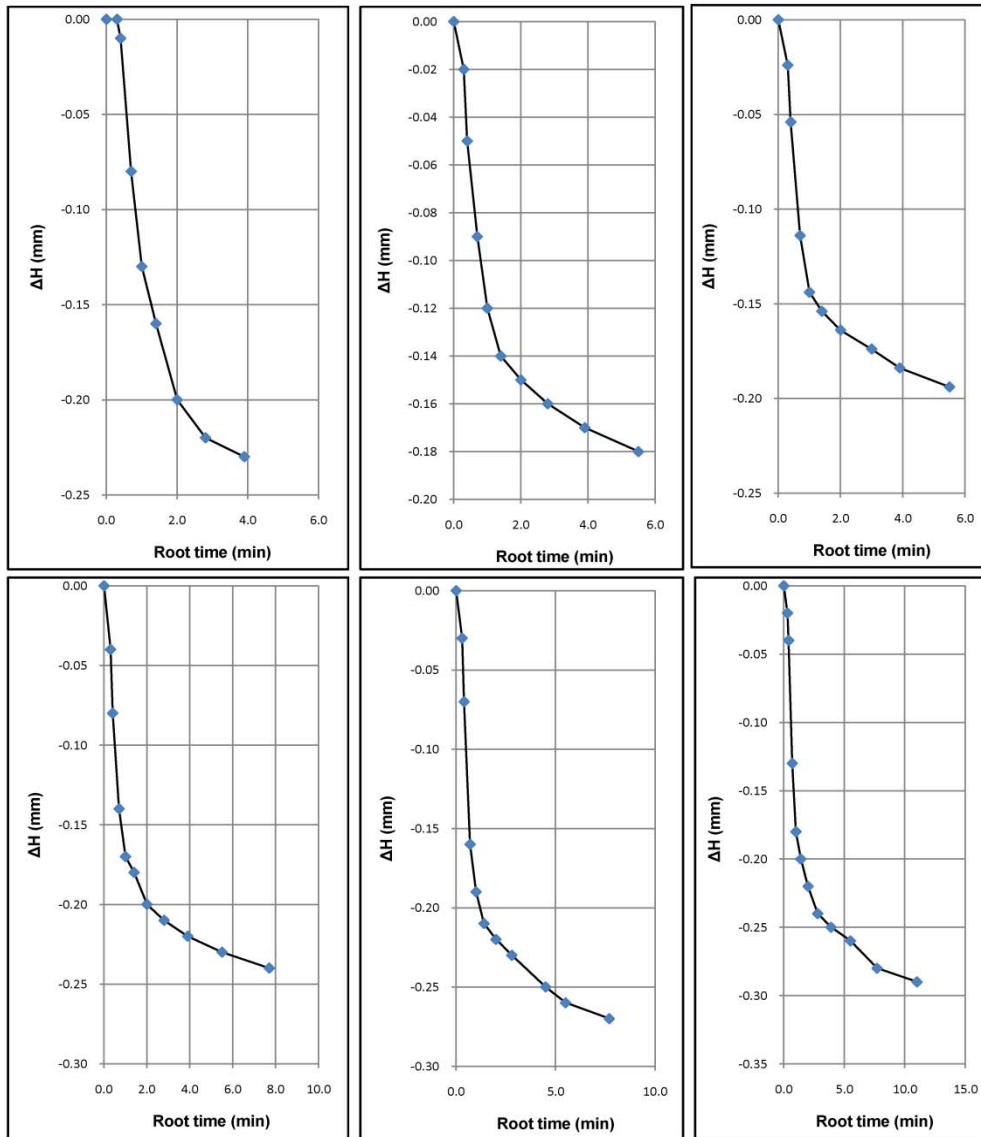 0.00
-0.05
-0.10
-0.15
-0.20
-0.25
ΔH (mm)
0.0 2.0 4.0 6.0
Root time (min)
0.00
-0.02
-0.04
-0.06
-0.08
-0.10
-0.12
-0.14
-0.16
-0.18
-0.20
ΔH (mm)
0.0 2.0 4.0 6.0
Root time (min)
0.00
-0.05
-0.10
-0.15
-0.20
-0.25
ΔH (mm)
0.0 2.0 4.0 6.0
Root time (min)
0.00
-0.05
-0.10
-0.15
-0.20
-0.25
-0.30
ΔH (mm)
0.0 2.0 4.0 6.0 8.0 10.0
Root time (min)
0.00
-0.05
-0.10
-0.15
-0.20
-0.25
-0.30
ΔH (mm)
0.0 5.0 10.0
Root time (min)
0.00
-0.05
-0.10
-0.15
-0.20
-0.25
-0.30
-0.35
ΔH (mm)
0.0 5.0 10.0 15.0
Root time (min)